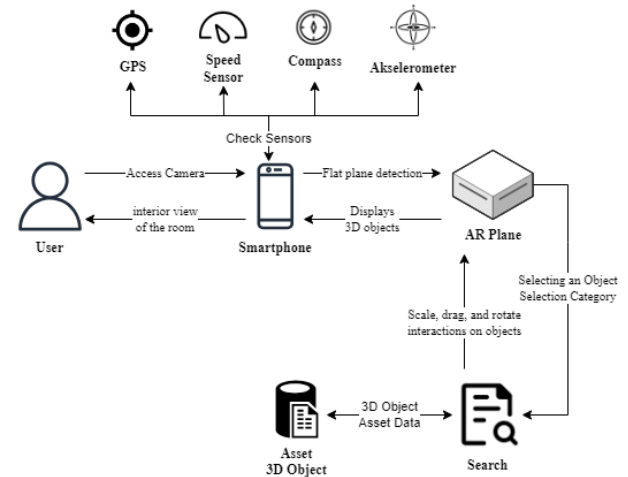 GPS
Speed
Sensor
Compass
Akselerometer
Check Sensors
Access Camera
Flat plane detection
interior view
of the room
Displays
3D objects
User
Smartphone
AR Plane
Selecting an Object
Selection Category
Scale, drag, and rotate
interactions on objects
3D Object
Asset Data
Asset
3D Object
Search